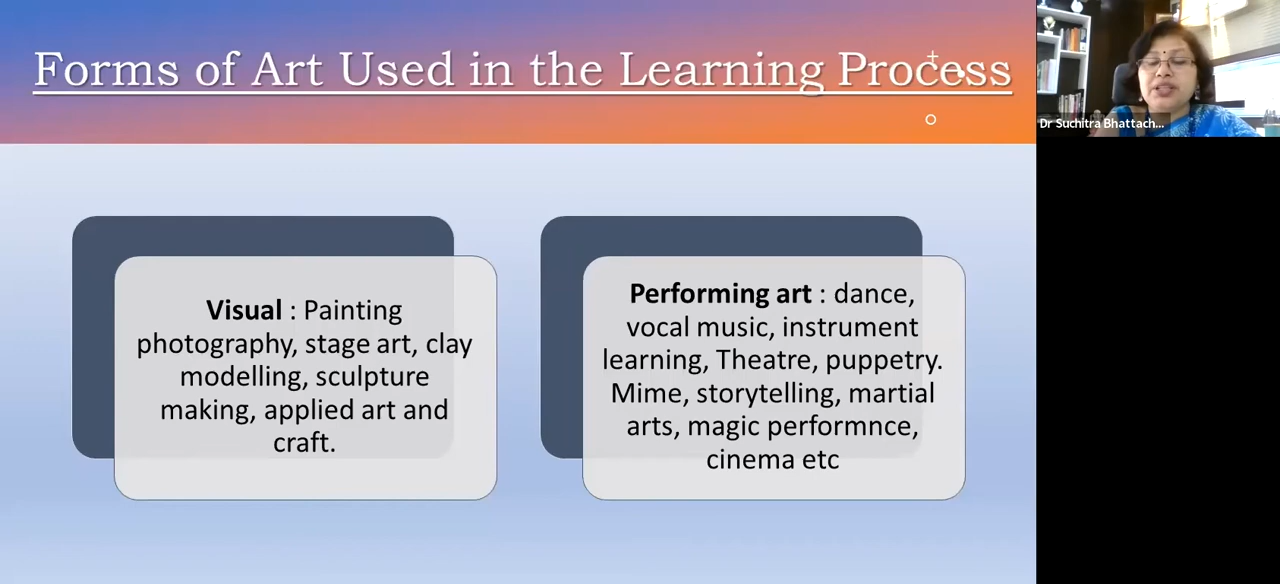 Forms of Art Used in the Learning Process
Visual : Painting
photography, stage art, clay
modelling, sculpture
making, applied art and
craft.
Performing art : dance,
vocal music, instrument
learning, Theatre, puppetry.
Mime, storytelling, martial
arts, magic performnce,
cinema etc
Dr Suchitra Bhattach...